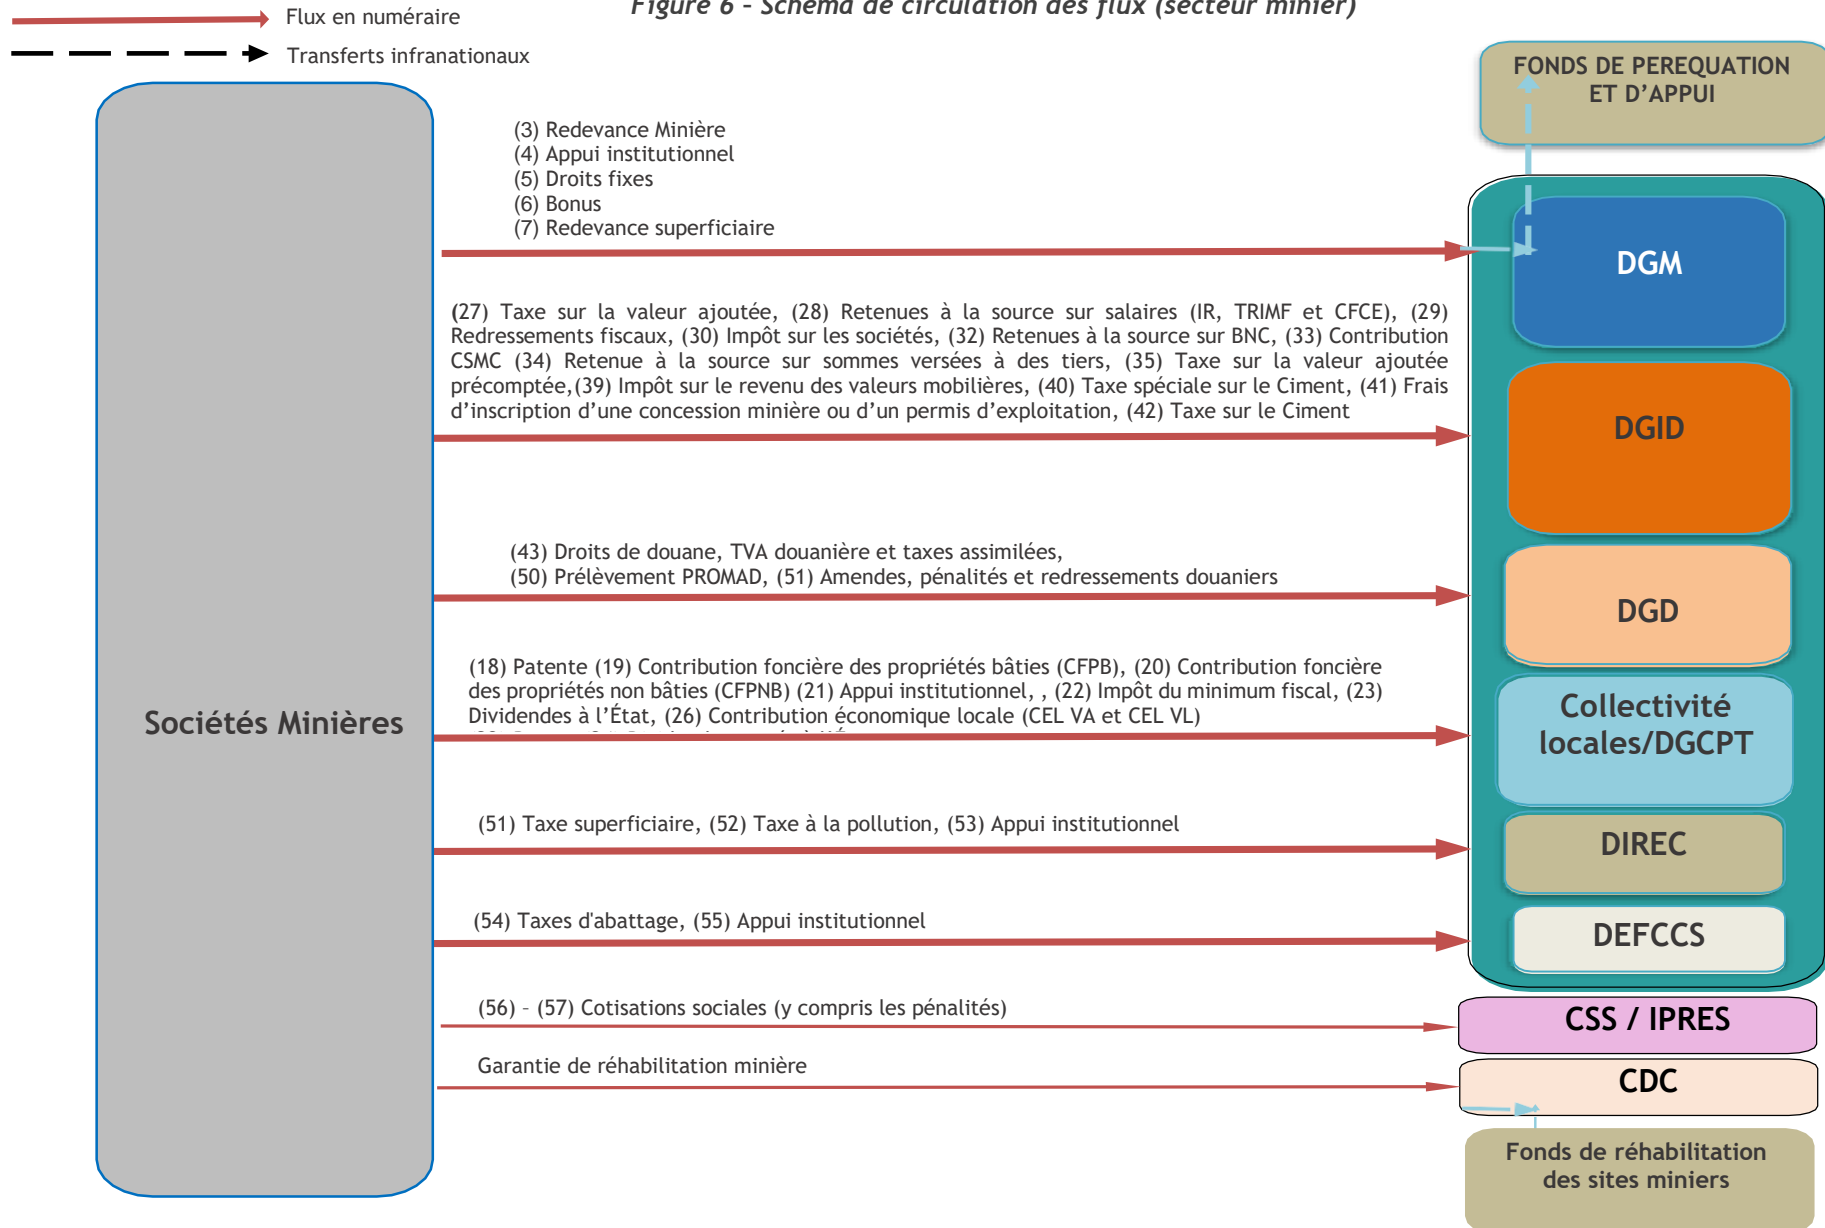 Figure 6 – Schéma de circulation des flux (secteur minier)
Flux en numéraire
Transferts infranationaux
FONDS DE PEREQUATION
ET D’APPUI
(3) Redevance Minière
(4) Appui institutionnel
(5) Droits fixes
(6) Bonus
(7) Redevance superficiaire
DGM
(27) Taxe sur la valeur ajoutée, (28) Retenues à la source sur salaires (IR, TRIMF et CFCE), (29)
Redressements fiscaux, (30) Impôt sur les sociétés, (32) Retenues à la source sur BNC, (33) Contribution
CSMC (34) Retenue à la source sur sommes versées à des tiers, (35) Taxe sur la valeur ajoutée
précomptée,(39) Impôt sur le revenu des valeurs mobilières, (40) Taxe spéciale sur le Ciment, (41) Frais
d’inscription d’une concession minière ou d’un permis d’exploitation, (42) Taxe sur le Ciment
DGID
(43) Droits de douane, TVA douanière et taxes assimilées,
(50) Prélèvement PROMAD, (51) Amendes, pénalités et redressements douaniers
DGD
(18) Patente (19) Contribution foncière des propriétés bâties (CFPB), (20) Contribution foncière
des propriétés non bâties (CFPNB) (21) Appui institutionnel, , (22) Impôt du minimum fiscal, (23)
Dividendes à l’État, (26) Contribution économique locale (CEL VA et CEL VL)
Sociétés Minières
Collectivité
locales/DGCPT
(51) Taxe superficiaire, (52) Taxe à la pollution, (53) Appui institutionnel
DIREC
(54) Taxes d'abattage, (55) Appui institutionnel
DEFCCS
(56) – (57) Cotisations sociales (y compris les pénalités)
CSS / IPRES
Garantie de réhabilitation minière
CDC
Fonds de réhabilitation
des sites miniers